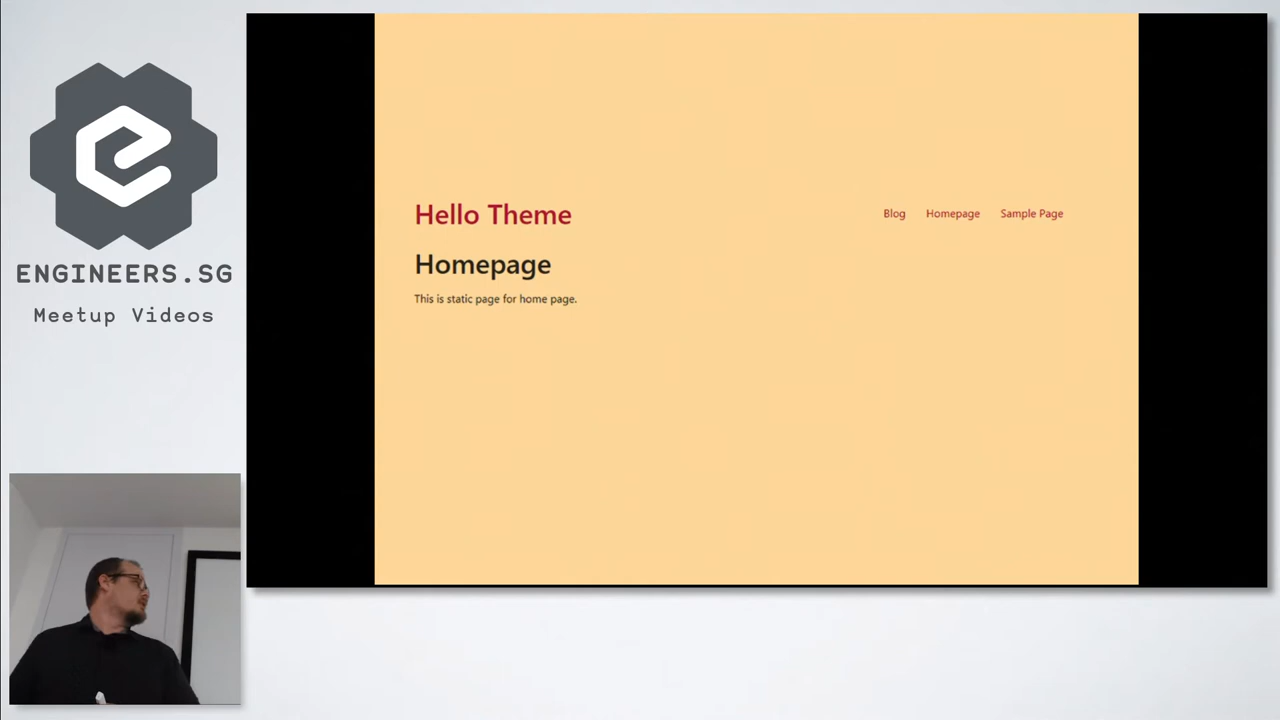 ENGINEERS.SG
Meetup Videos
Hello Theme
Blog Homepage Sample Page
Homepage
This is static page for home page.